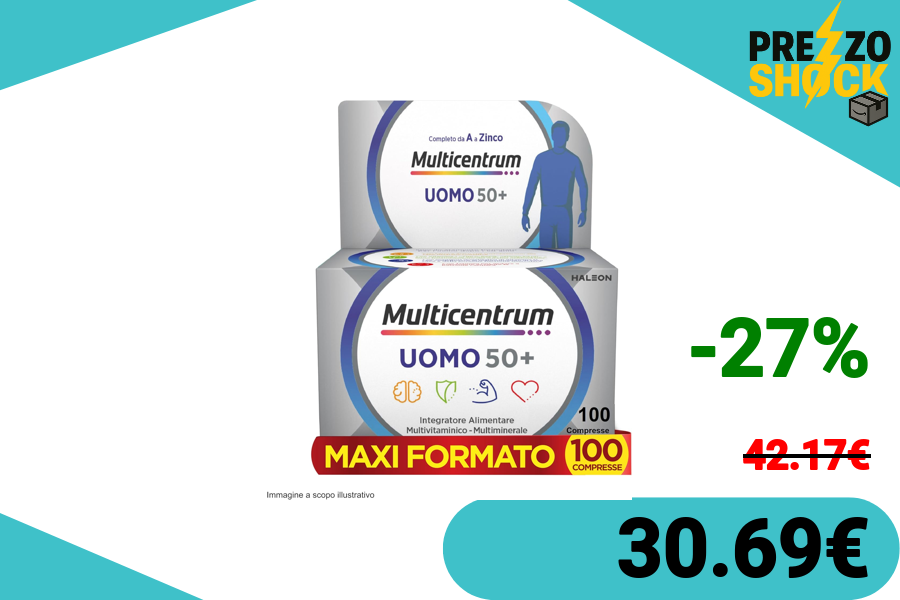 PREZZO
SHOCK
Completo da A a Zinco
Multicentrum
UOMO 50+
HALEON
Multicentrum
UOMO 50+
Integratore Alimentare
Multivitaminico - Multiminerale
100
Compresse
MAXI FORMATO
100
COMPRESSE
Immagine a scopo illustrativo
-27%
42.17€
30.69€